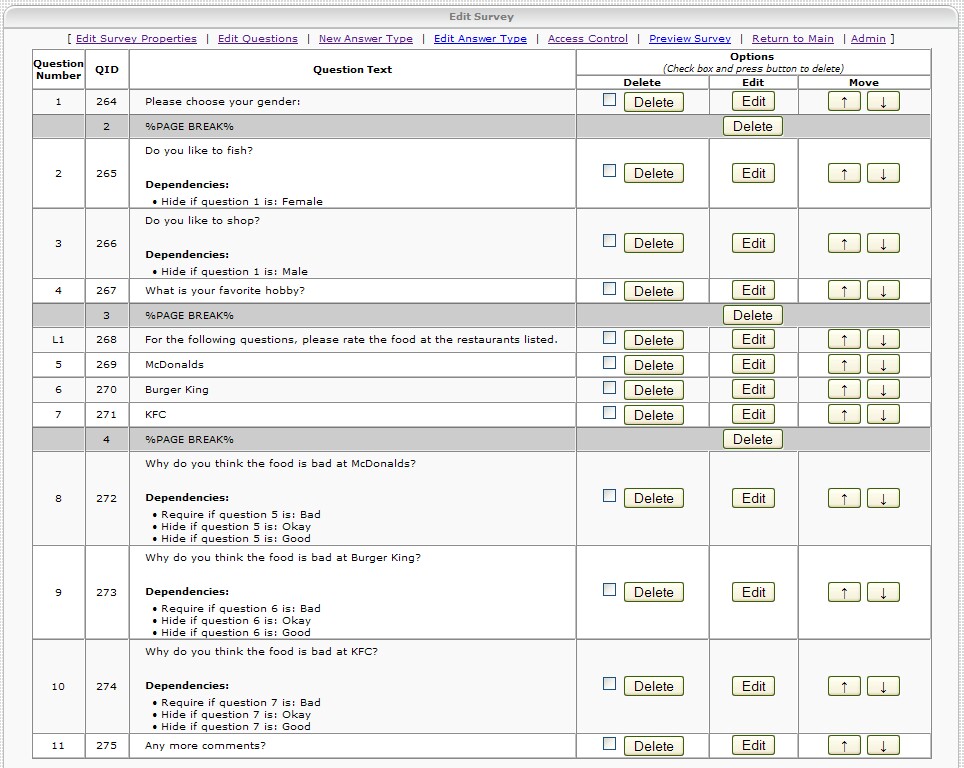 Edit Survey
[ Edit Survey Properties | Edit Questions | New Answer Type | Edit Answer Type | Access Control | Preview Survey | Return to Main | Admin ]
Question Number QID Question Text Options
(Check box and press button to delete)
Delete Edit Move
1 264 Please choose your gender: Delete Edit ↑ ↓
2 %PAGE BREAK% Delete
2 265 Do you like to fish? Delete Edit ↑ ↓
Dependencies:
• Hide if question 1 is: Female
3 266 Do you like to shop? Delete Edit ↑ ↓
Dependencies:
• Hide if question 1 is: Male
4 267 What is your favorite hobby? Delete Edit ↑ ↓
3 %PAGE BREAK% Delete
L1 268 For the following questions, please rate the food at the restaurants listed. Delete Edit ↑ ↓
5 269 McDonalds Delete Edit ↑ ↓
6 270 Burger King Delete Edit ↑ ↓
7 271 KFC Delete Edit ↑ ↓
4 %PAGE BREAK% Delete
8 272 Why do you think the food is bad at McDonalds? Delete Edit ↑ ↓
Dependencies:
• Require if question 5 is: Bad
• Hide if question 5 is: Okay
• Hide if question 5 is: Good
9 273 Why do you think the food is bad at Burger King? Delete Edit ↑ ↓
Dependencies:
• Require if question 6 is: Bad
• Hide if question 6 is: Okay
• Hide if question 6 is: Good
10 274 Why do you think the food is bad at KFC? Delete Edit ↑ ↓
Dependencies:
• Require if question 7 is: Bad
• Hide if question 7 is: Okay
• Hide if question 7 is: Good
11 275 Any more comments? Delete Edit ↑ ↓